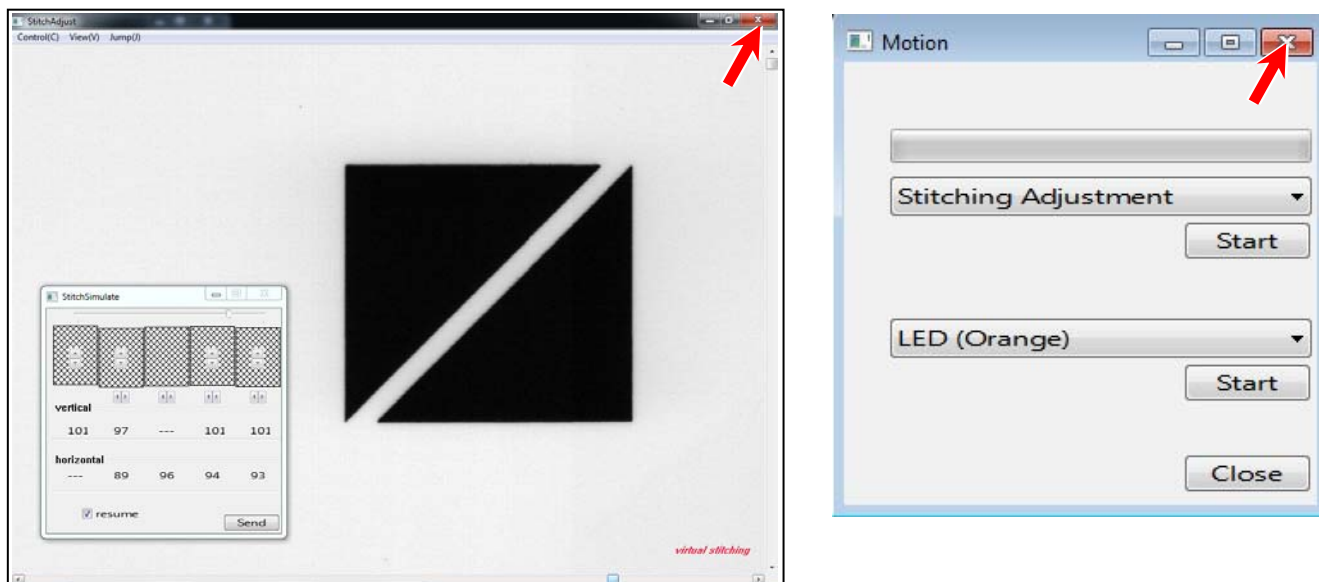 StitchAdjust
Control(C) View(V) Jump(J)
StitchSimulate
vertical
101 97 --- 101 101
horizontal
--- 89 96 94 93
resume
Send
virtual stitching
Motion
Stitching Adjustment
Start
LED (Orange)
Start
Close